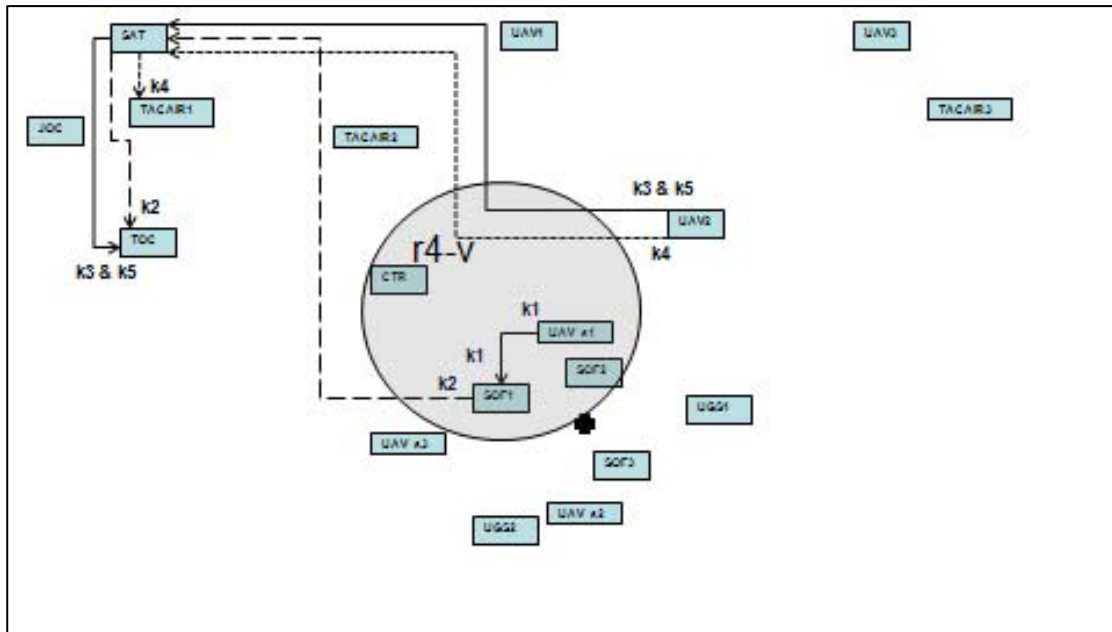 SAT
UAV1
UAV3
k4
TACAIR1
TACAIR3
JOC
TACAIR2
k3 & k5
k2
UAV2
TOC
r4-v
k4
k3 & k5
CTR
k1
UAV a1
k1
SOF2
k2
SOF1
UGS1
UAV a3
SOF3
UAV a2
UGS2